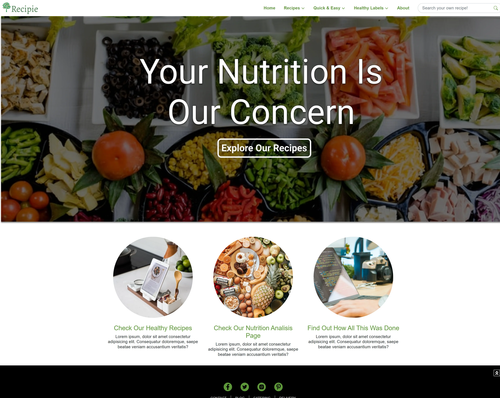 Recipie
Home Recipes Quick & Easy Healthy Labels About Search your own recipe!
Your Nutrition Is
Our Concern
Explore Our Recipes
Check Our Healthy Recipes
Lorem ipsum, dolor sit amet consectetur
adipisicing elit. Consequatur doloremque, saepe
beatae veniam accusantium veritatis?
Check Our Nutrition Analisis
Page
Lorem ipsum, dolor sit amet consectetur
adipisicing elit. Consequatur doloremque, saepe
beatae veniam accusantium veritatis?
Find Out How All This Was Done
Lorem ipsum, dolor sit amet consectetur
adipisicing elit. Consequatur doloremque, saepe
beatae veniam accusantium veritatis?